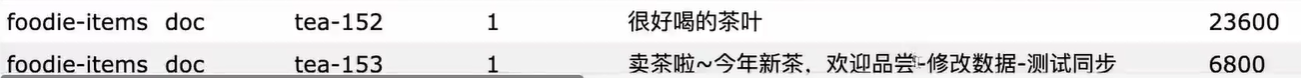 foodie-items doc tea-152 1 很好喝的茶叶 23600
foodie-items doc tea-153 1 卖茶啦~今年新茶，欢迎品尝-修改数据-测试同步 6800